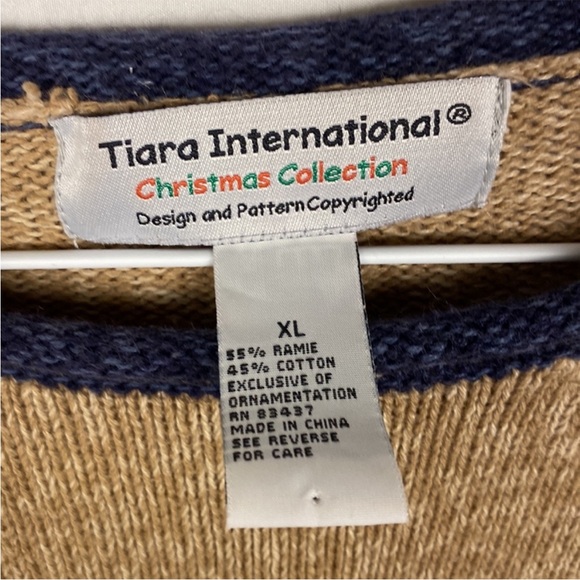 Tiara International®
Christmas Collection
Design and Pattern Copyrighted
XL
55% RAMIE
45% COTTON
EXCLUSIVE OF
ORNAMENTATION
RN 83437
MADE IN CHINA
SEE REVERSE
FOR CARE